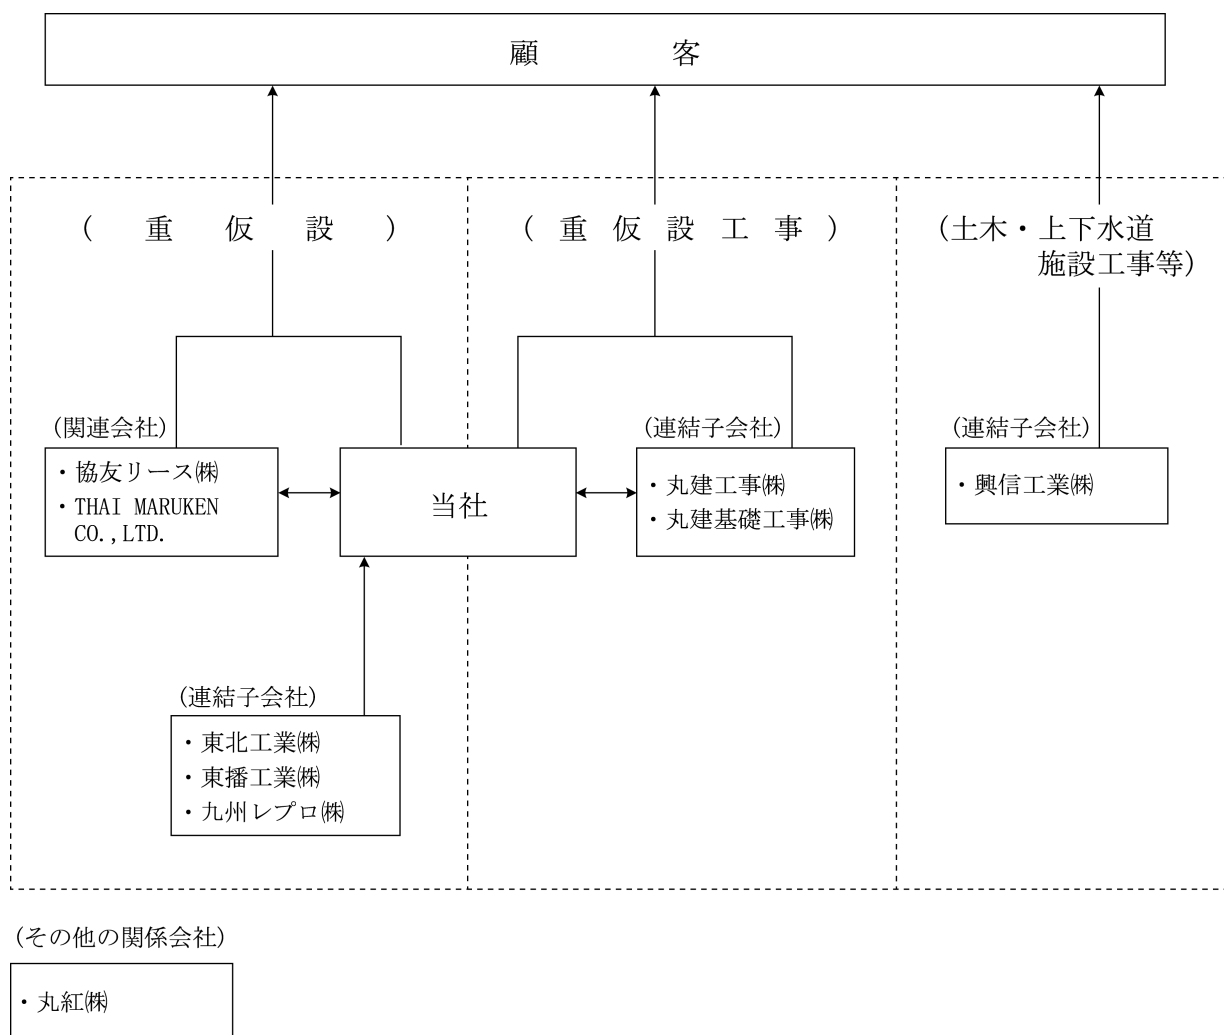 顧客
(重仮設)
(重仮設工事)
(土木・上下水道
施設工事等)
(関連会社)
・協友リース㈱
・THAI MARUKEN
CO.,LTD.
当社
(連結子会社)
・丸建工事㈱
・丸建基礎工事㈱
(連結子会社)
・興信工業㈱
(連結子会社)
・東北工業㈱
・東播工業㈱
・九州レプロ㈱
(その他の関係会社)
・丸紅㈱